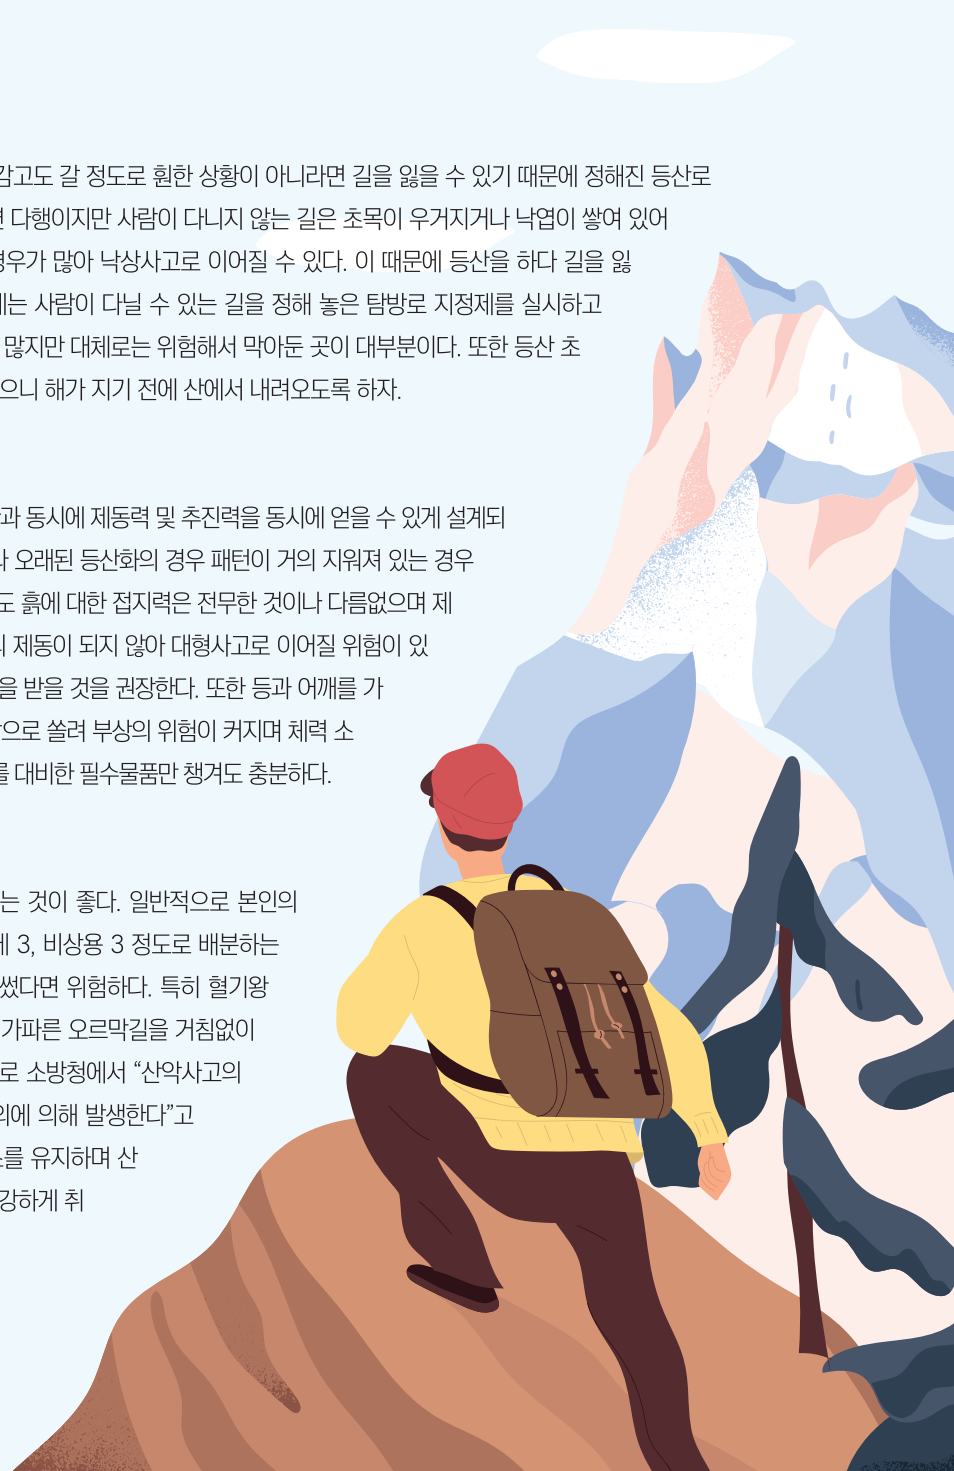 감고도 갈 정도로 훤한 상황이 아니라면 길을 잃을 수 있기 때문에 정해진 등산로
다행이지만 사람이 다니지 않는 길은 초목이 우거지거나 낙엽이 쌓여 있어
경우가 많아 낙상사고로 이어질 수 있다. 이 때문에 등산을 하다 길을 잃
사람이 다닐 수 있는 길을 정해 놓은 탐방로 지정제를 실시하고
많지만 대체로는 위험해서 막아둔 곳이 대부분이다. 또한 등산 초
으니 해가 지기 전에 산에서 내려오도록 하자.
과 동시에 제동력 및 추진력을 동시에 얻을 수 있게 설계되
오래된 등산화의 경우 패턴이 거의 지워져 있는 경우
도 흙에 대한 접지력은 전무한 것이나 다름없으며 제
제동이 되지 않아 대형사고로 이어질 위험이 있
을 받을 것을 권장한다. 또한 등과 어깨를 가
으로 쏠려 부상의 위험이 커지며 체력 소
를 대비한 필수물품만 챙겨도 충분하다.
는 것이 좋다. 일반적으로 본인의
에 3, 비상용 3 정도로 배분하는
썼다면 위험하다. 특히 혈기왕
가파른 오르막길을 거침없이
로 소방청에서 “산악사고의
의에 의해 발생한다”고
를 유지하며 산
강하게 취